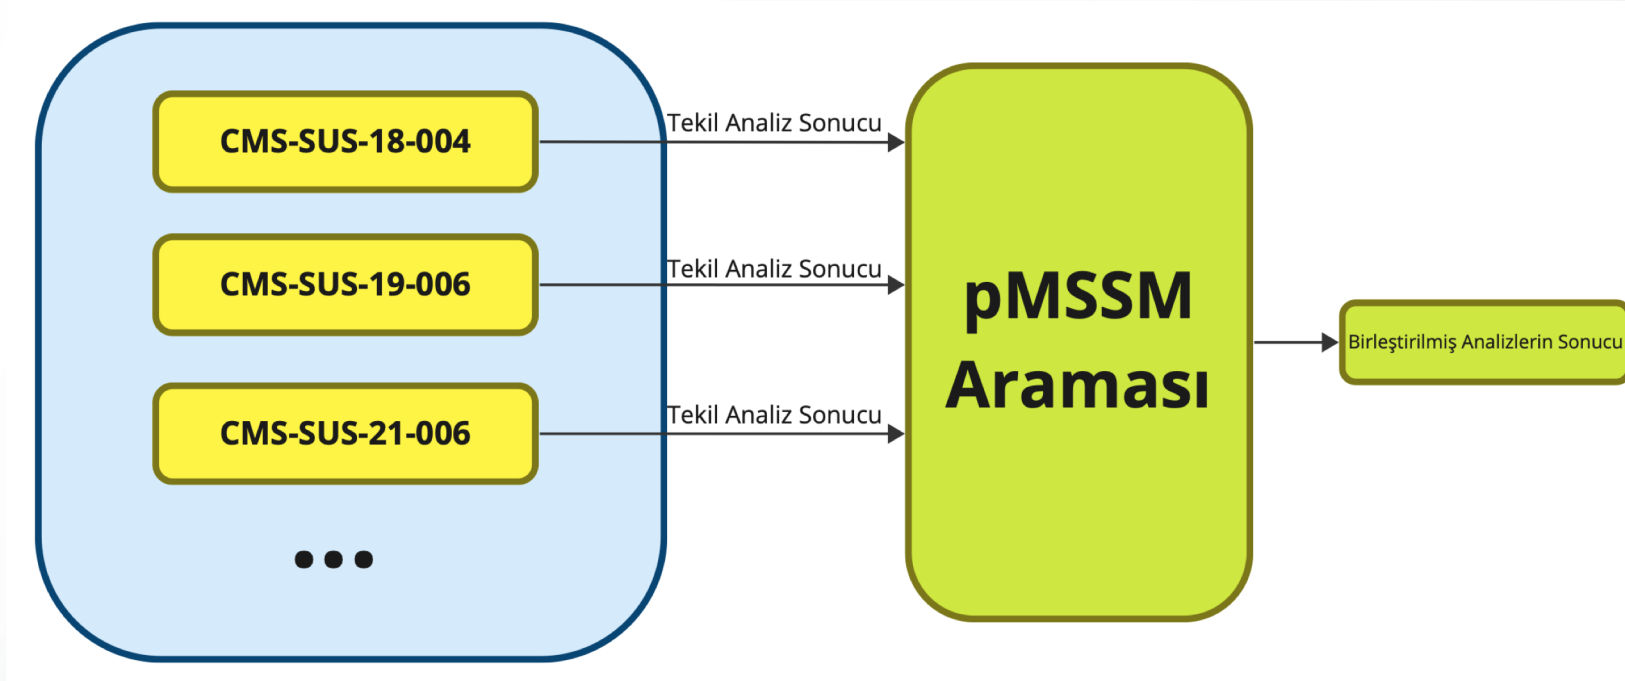 CMS-SUS-18-004
Tekil Analiz Sonucu
CMS-SUS-19-006
Tekil Analiz Sonucu
CMS-SUS-21-006
Tekil Analiz Sonucu
...
pMSSM
Araması
Birleştirilmiş Analizlerin Sonucu